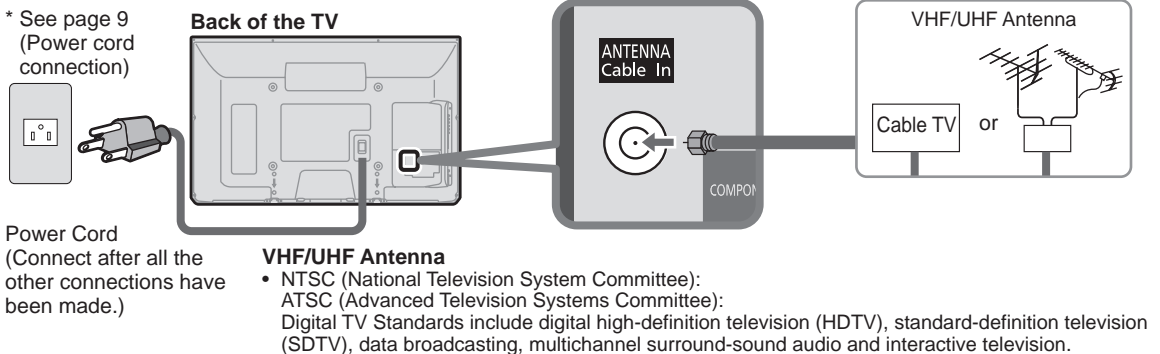 * See page 9
(Power cord
connection)
Back of the TV
ANTENNA
Cable In
COMPON
VHF/UHF Antenna
Cable TV
or
Power Cord
(Connect after all the
other connections have
been made.)
VHF/UHF Antenna
• NTSC (National Television System Committee):
ATSC (Advanced Television Systems Committee):
Digital TV Standards include digital high-definition television (HDTV), standard-definition television
(SDTV), data broadcasting, multichannel surround-sound audio and interactive television.